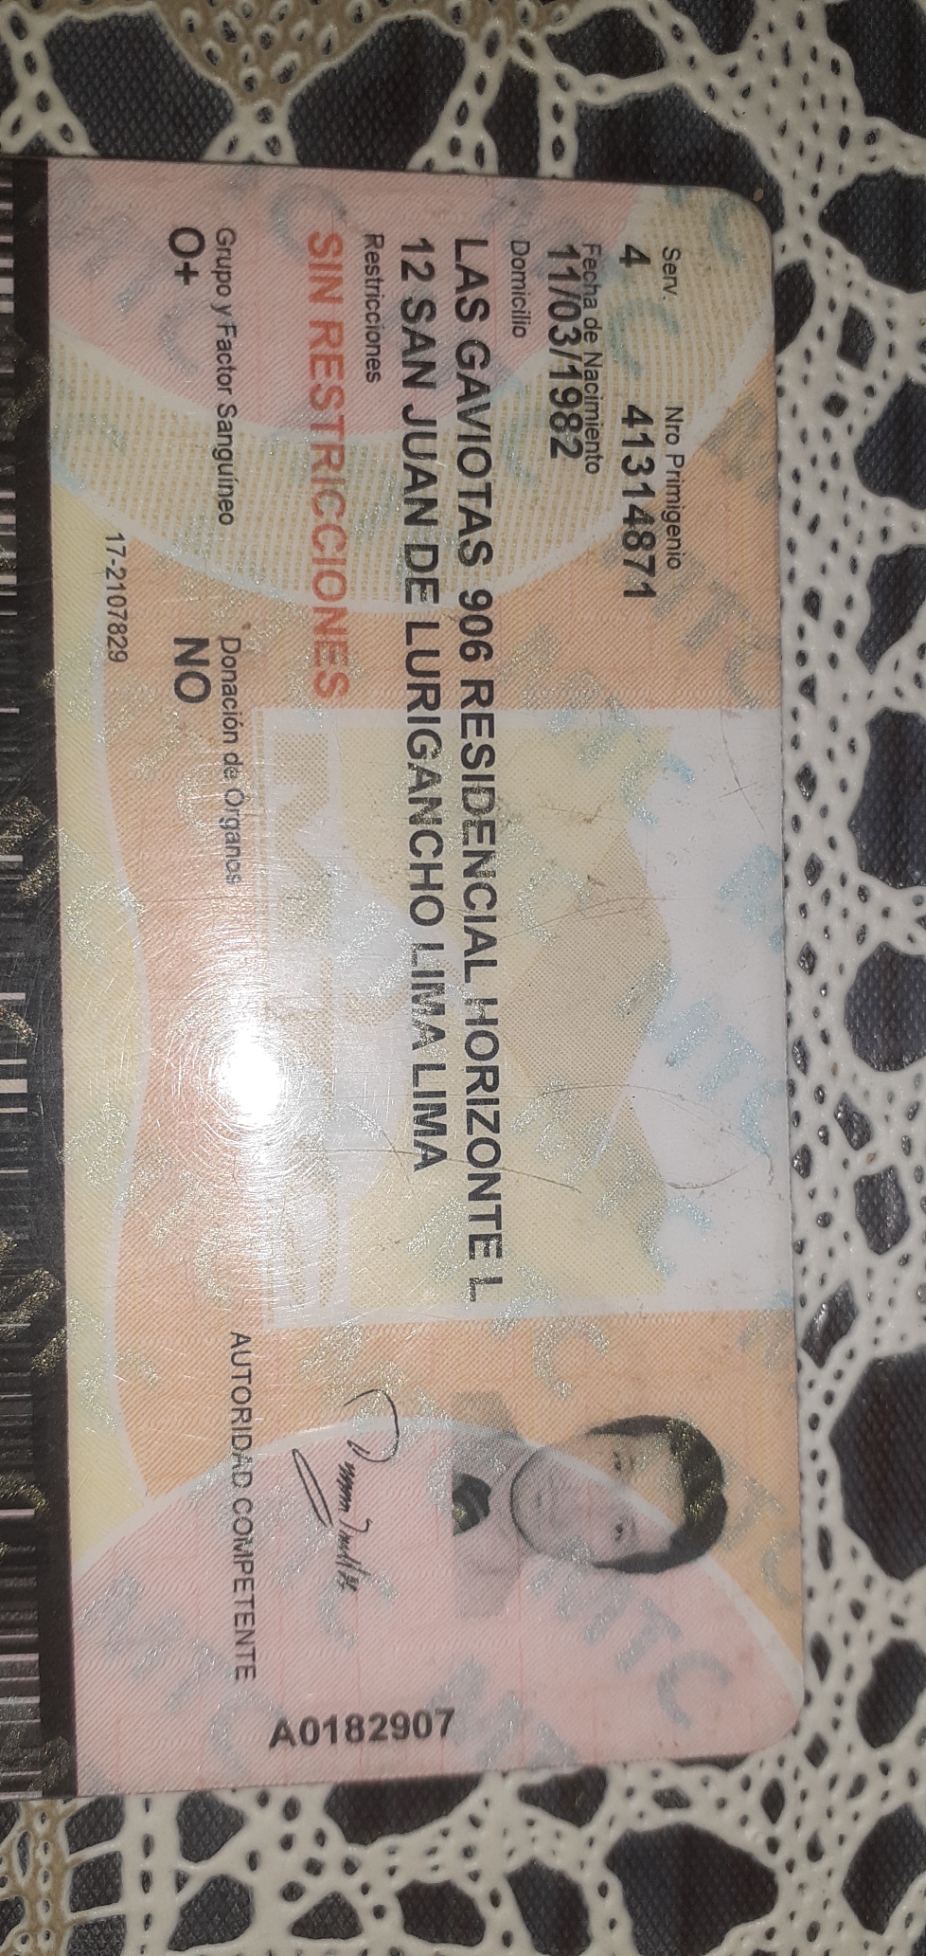 Serv. Nro Primigenio
4 41314871
Fecha de Nacimiento
11/03/1982
Domicilio
LAS GAVIOTAS 906 RESIDENCIAL HORIZONTE L
12 SAN JUAN DE LURIGANCHO LIMA LIMA
Restricciones
SIN RESTRICCIONES
Grupo y Factor Sanguíneo Donación de Órganos
O+ NO
17-2107829
AUTORIDAD COMPETENTE
A0182907
MTC